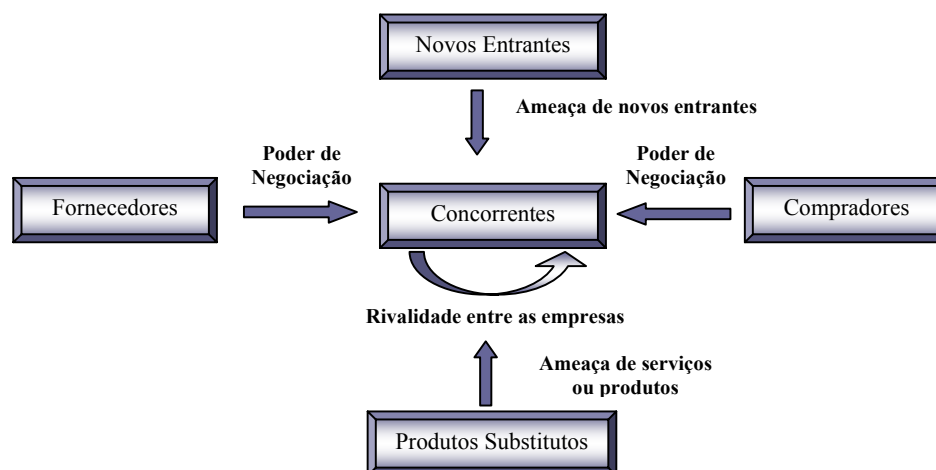 Novos Entrantes
Ameaça de novos entrantes
Poder de
Negociação
Poder de
Negociação
Fornecedores
Concorrentes
Compradores
Rivalidade entre as empresas
Ameaça de serviços
ou produtos
Produtos Substitutos